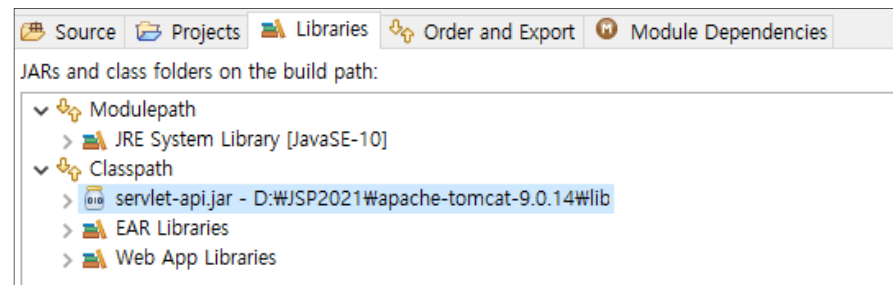 Source Projects Libraries Order and Export Module Dependencies
JARs and class folders on the build path:
Modulepath
JRE System Library [JavaSE-10]
Classpath
servlet-api.jar - D:₩JSP2021₩apache-tomcat-9.0.14₩lib
EAR Libraries
Web App Libraries